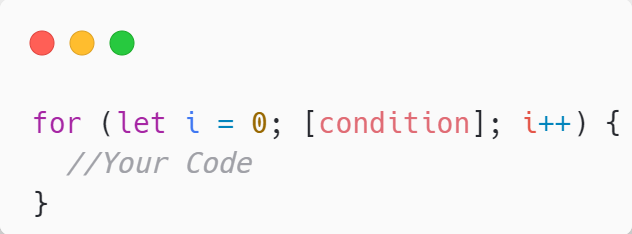 for (let i = 0; [condition]; i++) {
  //Your Code
}